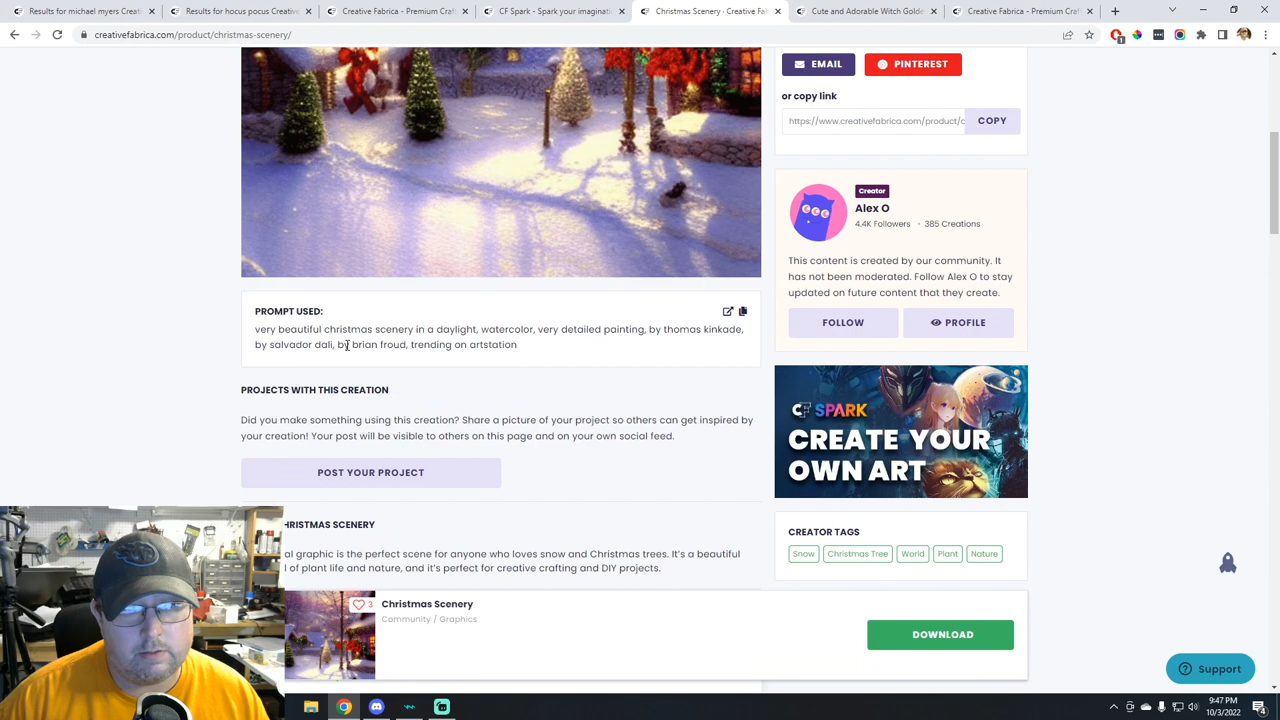 Results for michael myers Creati
Results for princess Creative F
Results for focus Creative Fab
CF Spark - Spark your imaginati
Christmas Scenery · Creative Fab
Cute and Adorable Witch Golde
Creative Fabrica - Premium Craf
creativefabrica.com/product/christmas-scenery/
EMAIL
PINTEREST
or copy link
https://www.creativefabrica.com/product/c
COPY
Creator
Alex O
4.4K Followers · 385 Creations
This content is created by our community. It
has not been moderated. Follow Alex O to stay
updated on future content that they create.
FOLLOW
PROFILE
PROMPT USED:
very beautiful christmas scenery in a daylight, watercolor, very detailed painting, by thomas kinkade,
by salvador dali, by brian froud, trending on artstation
PROJECTS WITH THIS CREATION
Did you make something using this creation? Share a picture of your project so others can get inspired by
your creation! Your post will be visible to others on this page and on your own social feed.
POST YOUR PROJECT
CF SPARK
CREATE YOUR
OWN ART
HRISTMAS SCENERY
al graphic is the perfect scene for anyone who loves snow and Christmas trees. It's a beautiful
l of plant life and nature, and it's perfect for creative crafting and DIY projects.
CREATOR TAGS
Snow
Christmas Tree
World
Plant
Nature
3
Christmas Scenery
Community / Graphics
DOWNLOAD
Support
9:47 PM
10/3/2022